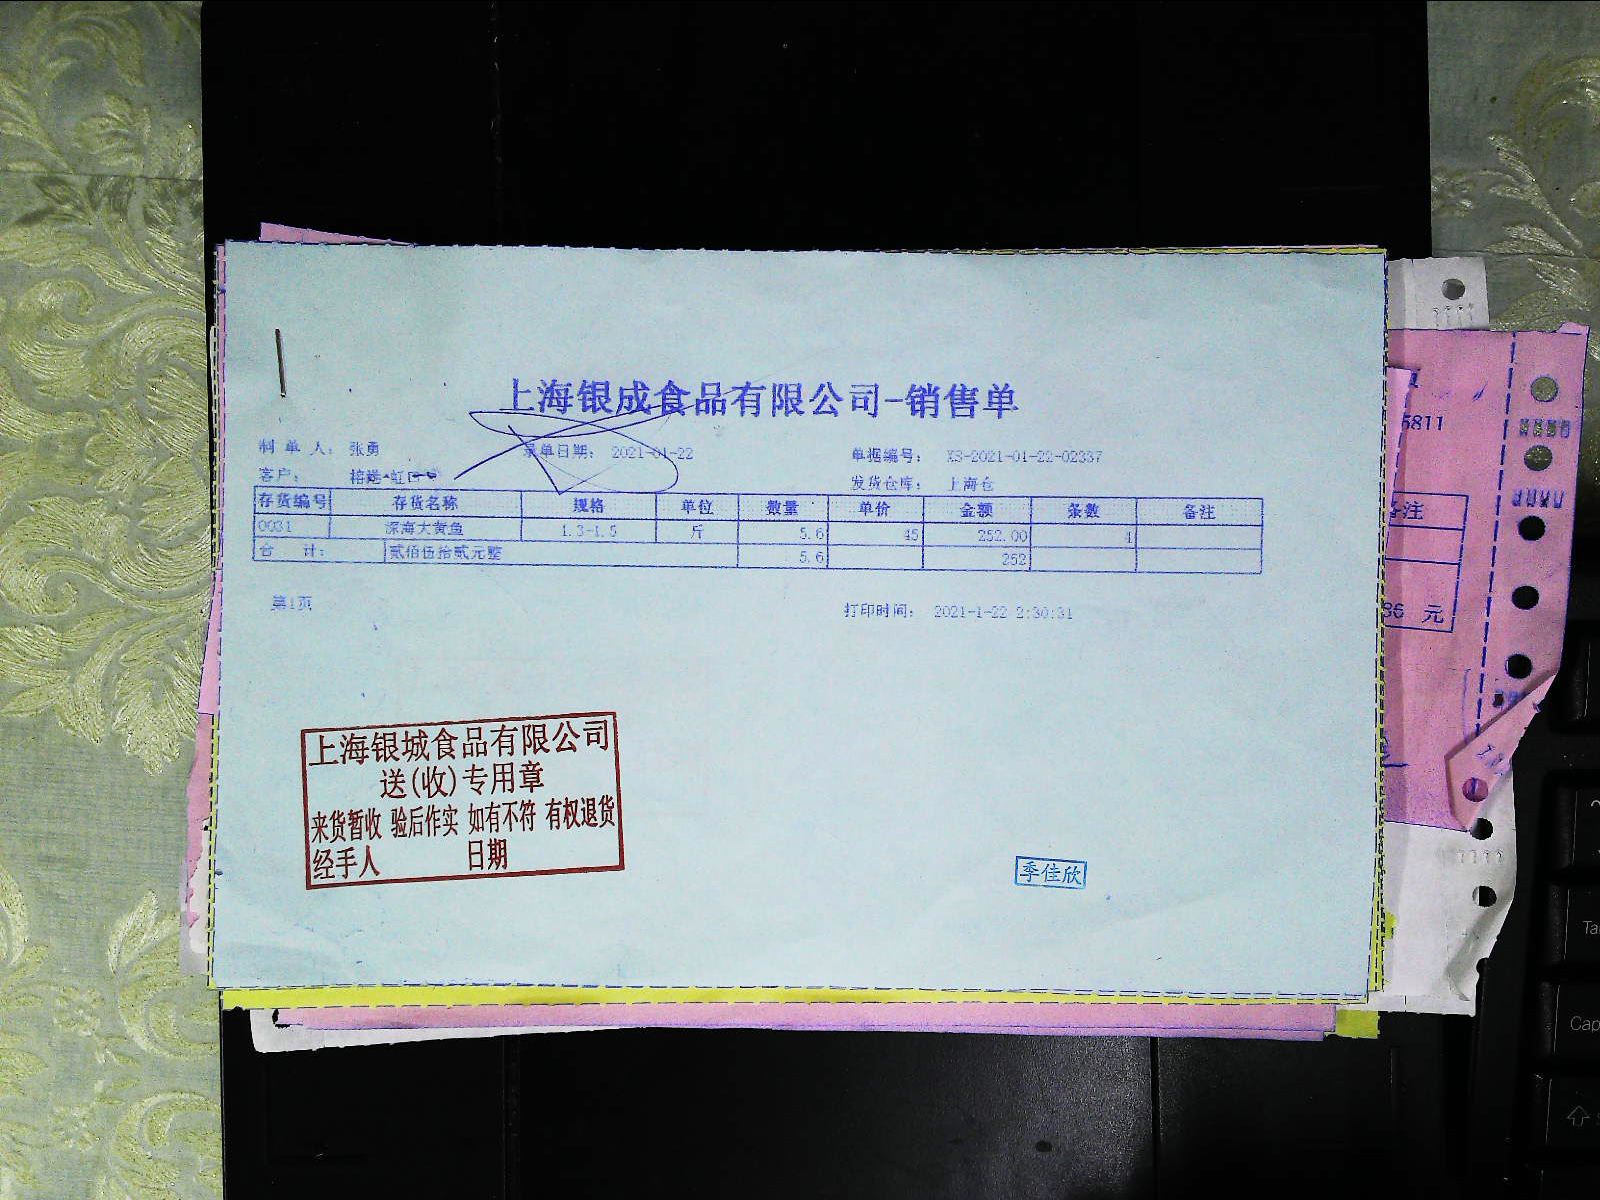 上海银成食品有限公司-销售单
制 单 人： 张勇 录单日期： 2021-01-22 单据编号： XS-2021-01-22-02337
客户： 发货仓库： 上海仓
存货编号 存货名称 规格 单位 数量 单价 金额 条数 备注
0031 深海大黄鱼 1.3-1.5 斤 5.6 45 252.00 4
合 计： 贰佰伍拾贰元整 5.6 252
第1页 打印时间： 2021-1-22 2:30:31
上海银城食品有限公司
送(收)专用章
来货暂收 验后作实 如有不符 有权退货
经手人 日期
季佳欣
5811
备注
36 元
Cap